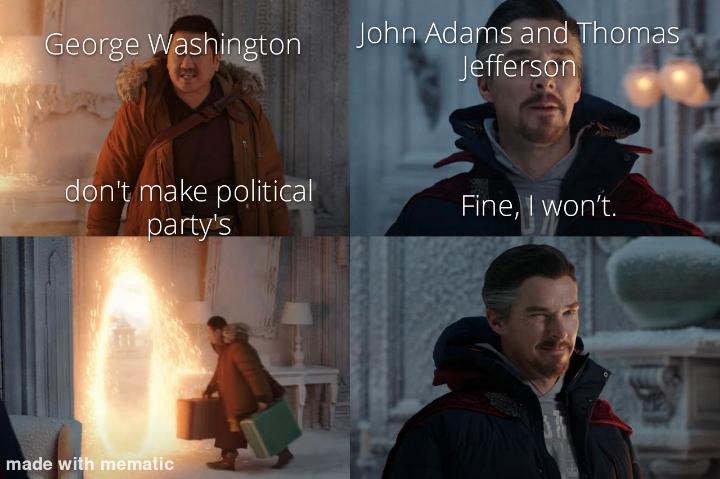 George Washington
John Adams and Thomas
Jefferson
don't make political
party's
Fine, I won’t.
made with mematic